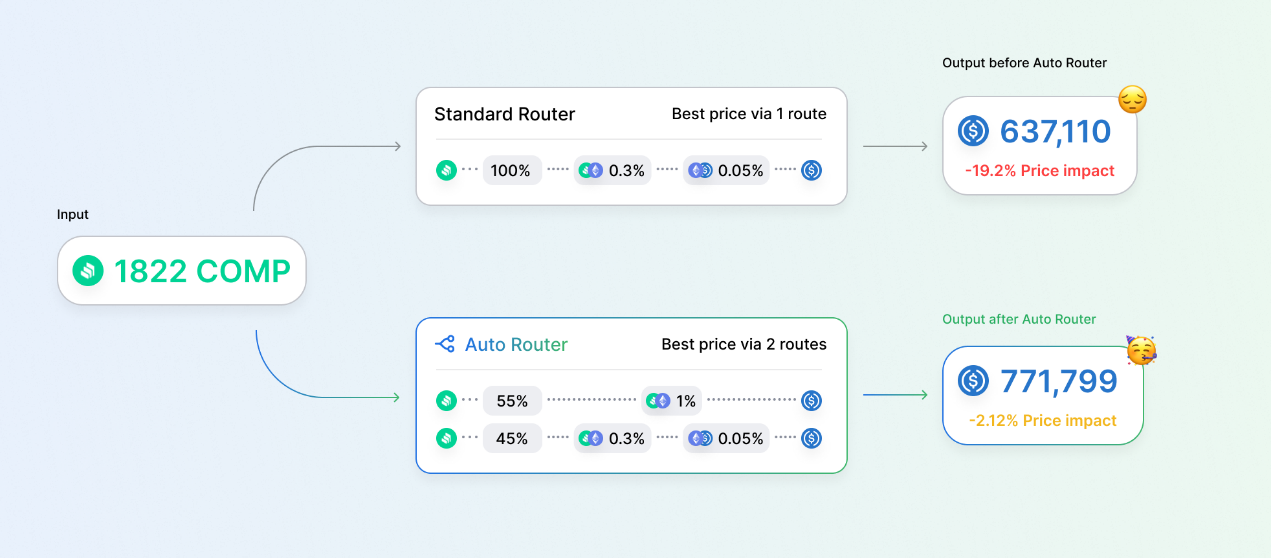 Input
1822 COMP
Standard Router
Best price via 1 route
100%
0.3%
0.05%
Output before Auto Router
637,110
-19.2% Price impact
Auto Router
Best price via 2 routes
55%
1%
45%
0.3%
0.05%
Output after Auto Router
771,799
-2.12% Price impact